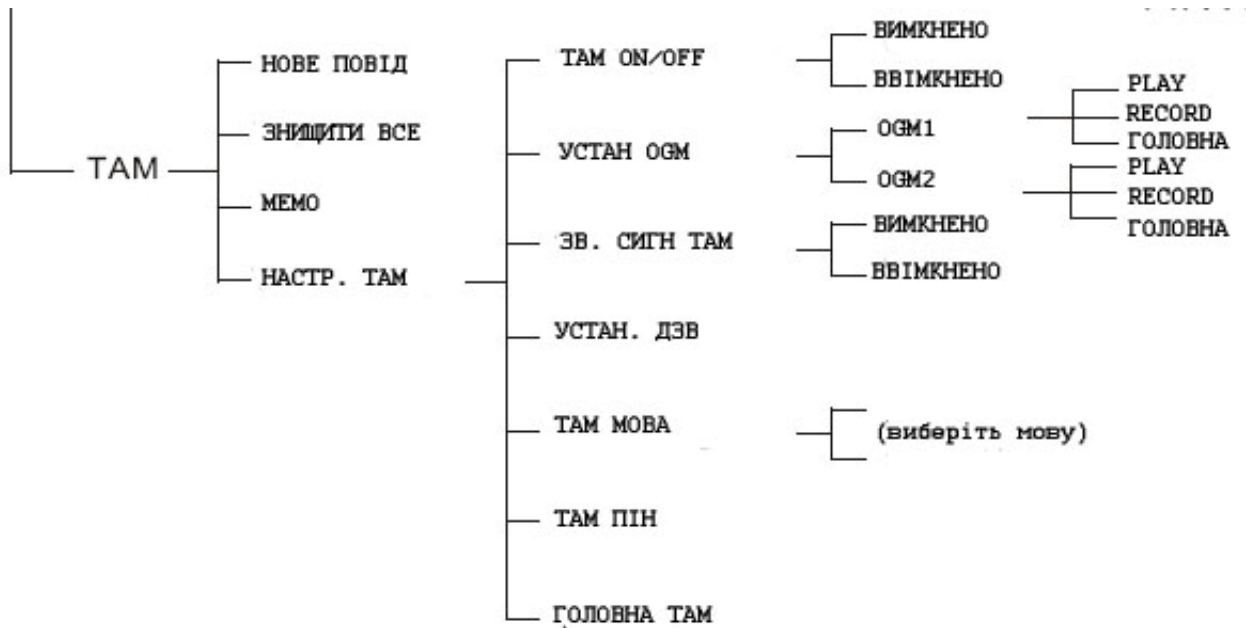 ТАМ
НОВЕ ПОВІД
ЗНИЩИТИ ВСЕ
МЕМО
НАСТР. ТАМ
ТАМ ON/OFF
ВИМКНЕНО
ВВІМКНЕНО
УСТАН OGM
OGM1
PLAY
RECORD
ГОЛОВНА
OGM2
PLAY
RECORD
ГОЛОВНА
ЗВ. СИГН ТАМ
ВИМКНЕНО
ВВІМКНЕНО
УСТАН. ДЗВ
ТАМ МОВА
(виберіть мову)
ТАМ ПІН
ГОЛОВНА ТАМ